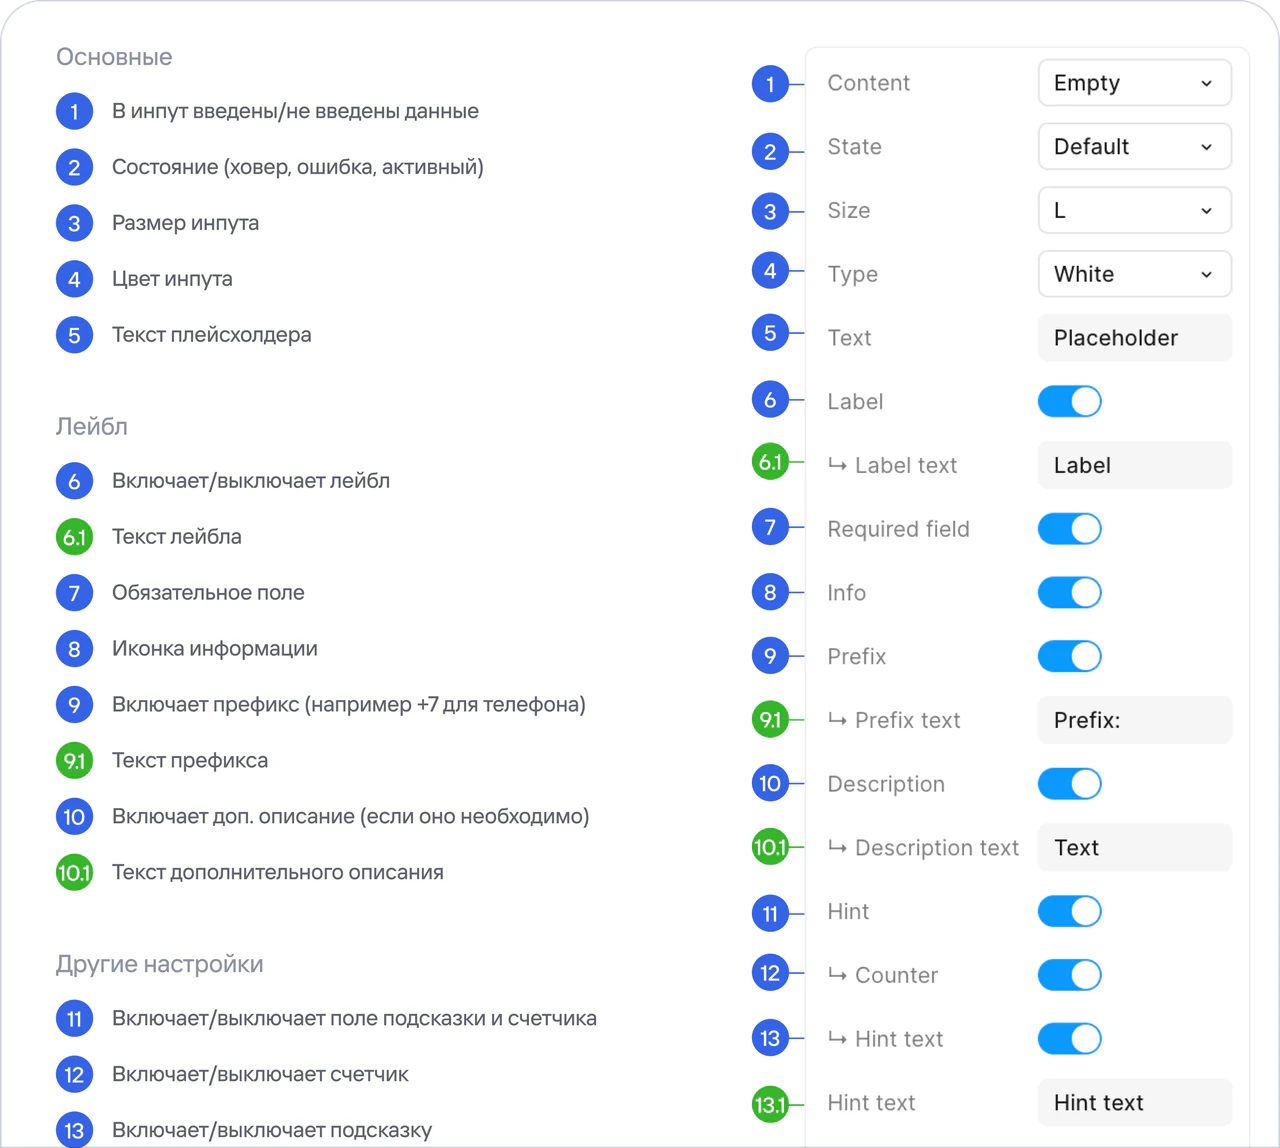 Основные
1 В инпут введены/не введены данные
2 Состояние (ховер, ошибка, активный)
3 Размер инпута
4 Цвет инпута
5 Текст плейсхолдера
Лейбл
6 Включает/выключает лейбл
6.1 Текст лейбла
7 Обязательное поле
8 Иконка информации
9 Включает префикс (например +7 для телефона)
9.1 Текст префикса
10 Включает доп. описание (если оно необходимо)
10.1 Текст дополнительного описания
Другие настройки
11 Включает/выключает поле подсказки и счетчика
12 Включает/выключает счетчик
13 Включает/выключает подсказку
1 Content Empty
2 State Default
3 Size L
4 Type White
5 Text Placeholder
6 Label
6.1 ↳ Label text Label
7 Required field
8 Info
9 Prefix
9.1 ↳ Prefix text Prefix:
10 Description
10.1 ↳ Description text Text
11 Hint
12 ↳ Counter
13 ↳ Hint text
13.1 Hint text Hint text